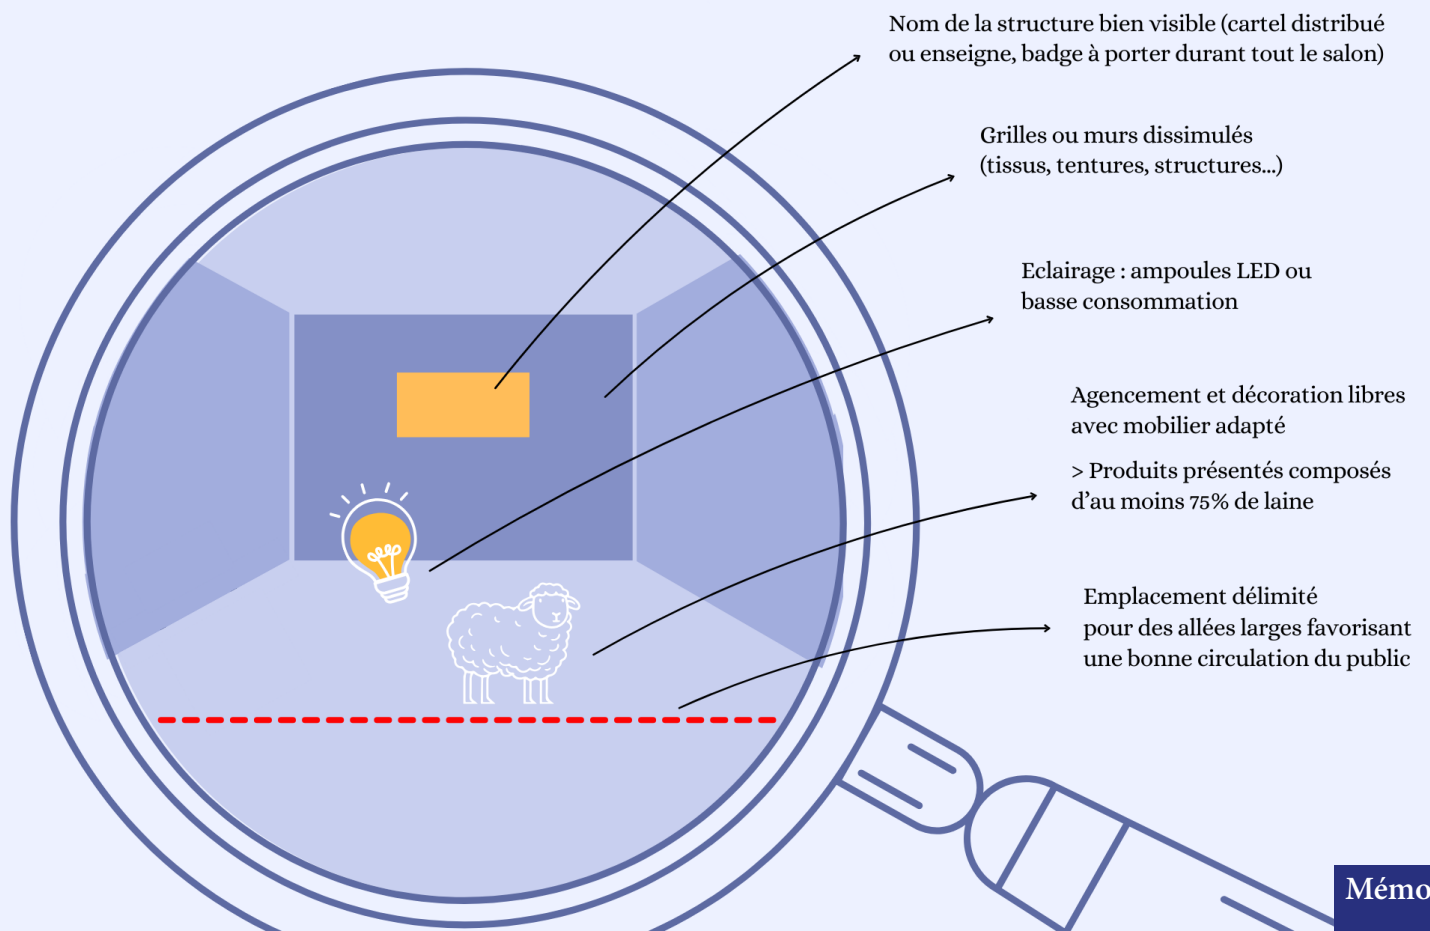 Nom de la structure bien visible (cartel distribué
ou enseigne, badge à porter durant tout le salon)
Grilles ou murs dissimulés
(tissus, tentures, structures...)
Eclairage : ampoules LED ou
basse consommation
Agencement et décoration libres
avec mobilier adapté
> Produits présentés composés
d’au moins 75% de laine
Emplacement délimité
pour des allées larges favorisant
une bonne circulation du public
Mémo